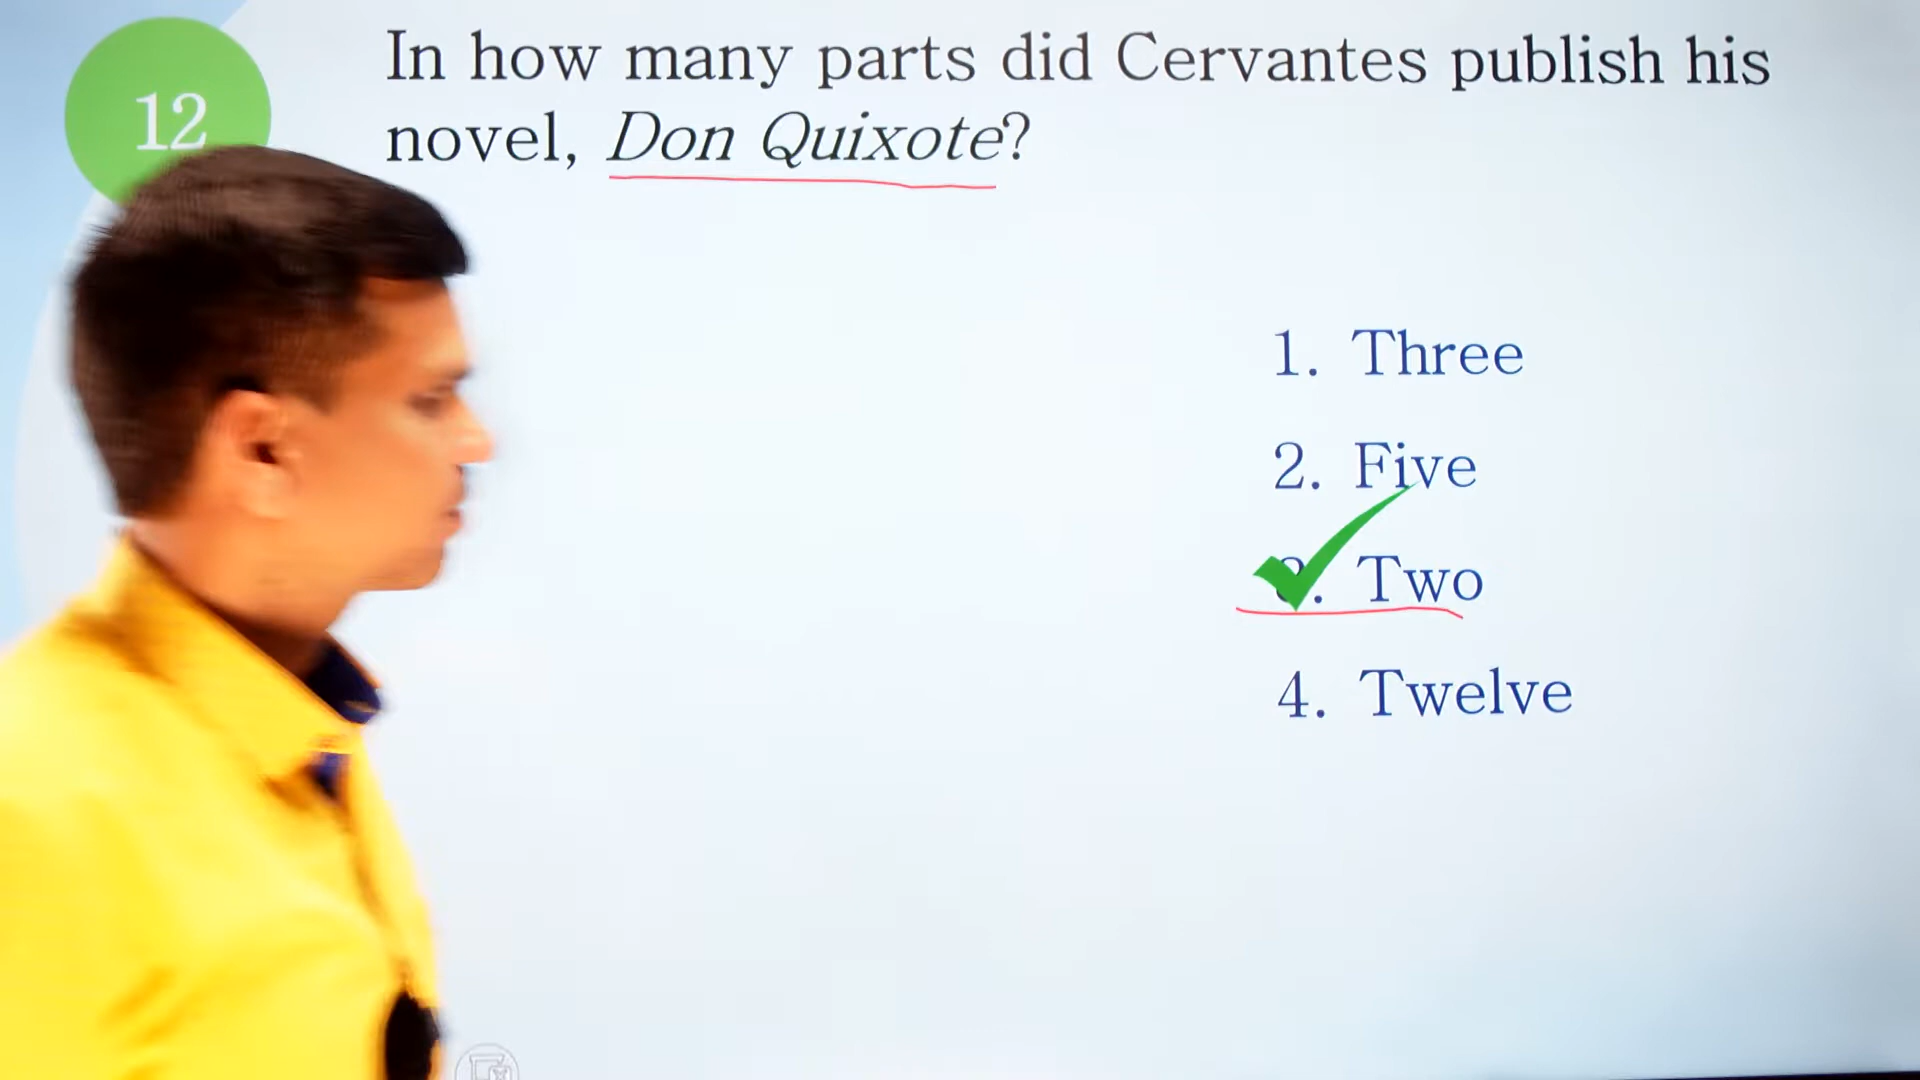 12
In how many parts did Cervantes publish his
novel, Don Quixote?
1. Three
2. Five
3. Two
4. Twelve